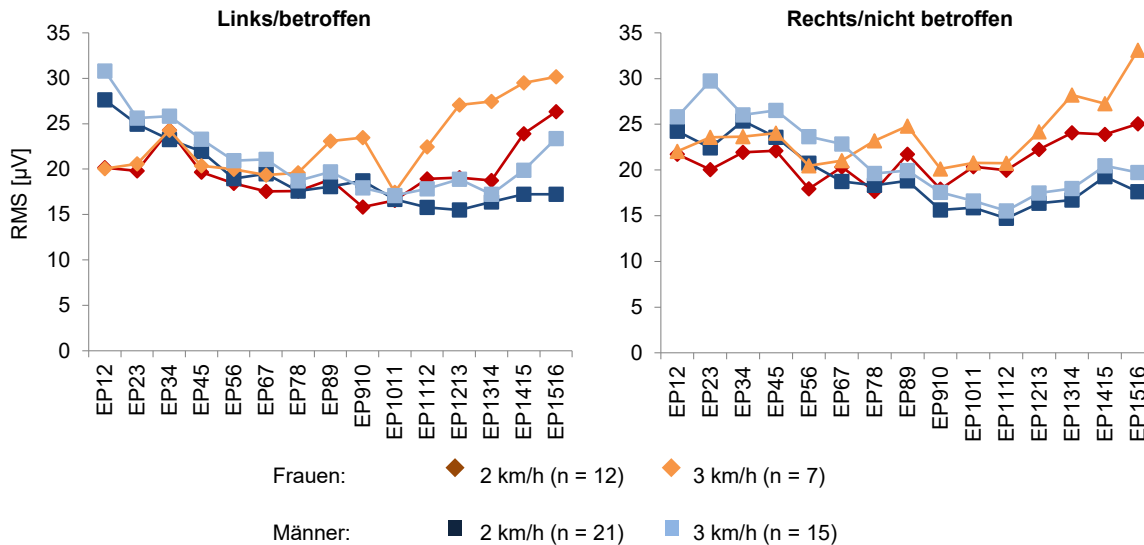 Links/betroffen
Rechts/nicht betroffen
RMS [µV]
35
30
25
20
15
10
5
0
EP12
EP23
EP34
EP45
EP56
EP67
EP78
EP89
EP910
EP1011
EP1112
EP1213
EP1314
EP1415
EP1516
35
30
25
20
15
10
5
0
EP12
EP23
EP34
EP45
EP56
EP67
EP78
EP89
EP910
EP1011
EP1112
EP1213
EP1314
EP1415
EP1516
Frauen: 2 km/h (n = 12) 3 km/h (n = 7)
Männer: 2 km/h (n = 21) 3 km/h (n = 15)